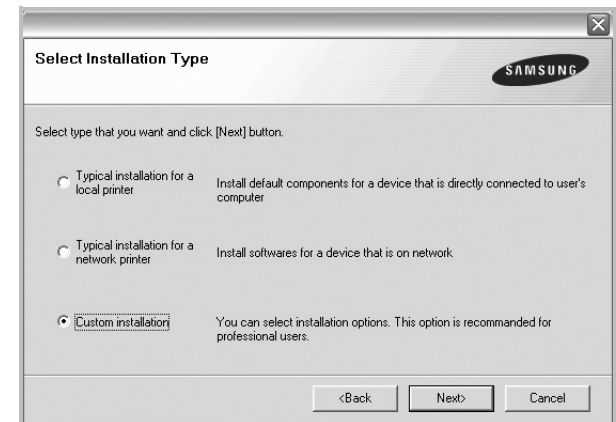 Select Installation Type
SAMSUNG
Select type that you want and click [Next] button.
Typical installation for a
local printer
Install default components for a device that is directly connected to user's
computer
Typical installation for a
network printer
Install softwares for a device that is on network
Custom installation
You can select installation options. This option is recommanded for
professional users.
<Back
Next>
Cancel